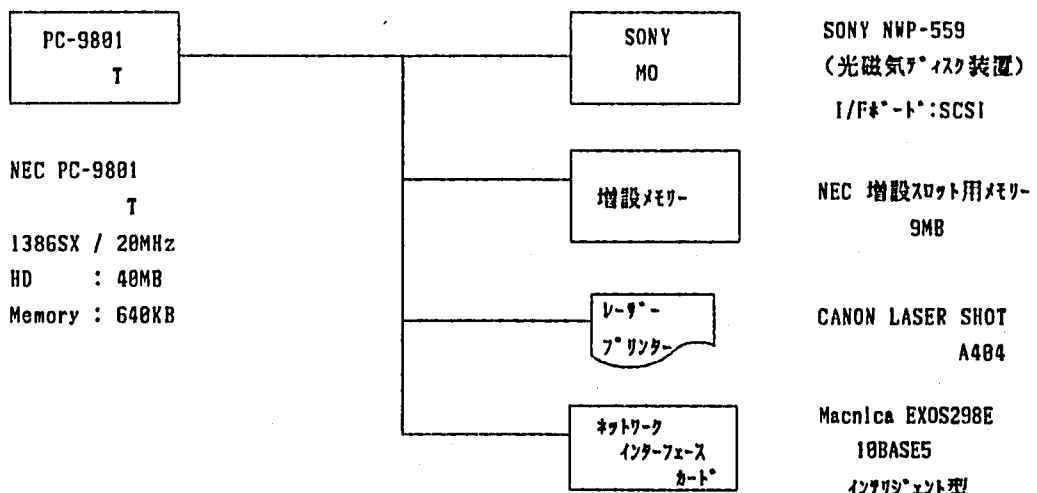 PC-9801
T
NEC PC-9801
T
i386SX / 20MHz
HD : 40MB
Memory : 640KB
SONY
MO
SONY NWP-559
(光磁気ディスク装置)
I/Fボード:SCSI
増設メモリー
NEC 増設スロット用メモリー
9MB
レーザー
プリンター
CANON LASER SHOT
A404
ネットワーク
インターフェース
カード
Macnica EXOS298E
10BASE5
インテリジェント型